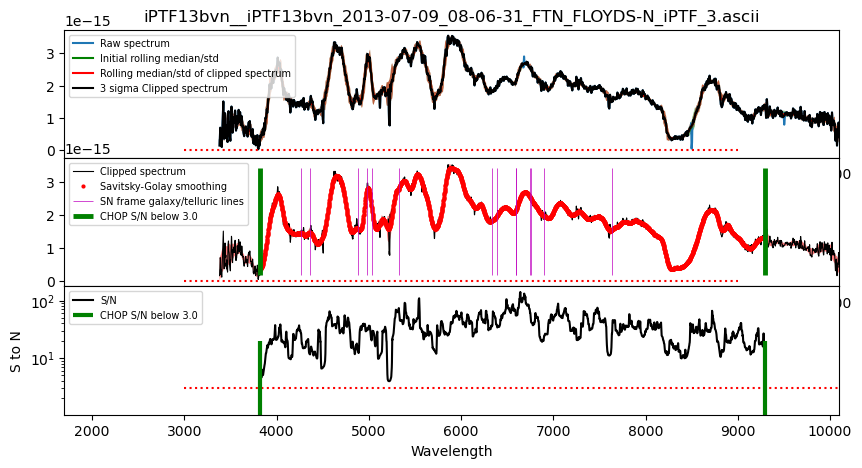 iPTF13bvn__iPTF13bvn_2013-07-09_08-06-31_FTN_FLOYDS-N_iPTF_3.ascii
1e−15
Raw spectrum
Initial rolling median/std
Rolling median/std of clipped spectrum
3 sigma Clipped spectrum
3
2
1
0
1e−15
00
Clipped spectrum
Savitsky-Golay smoothing
SN frame galaxy/telluric lines
CHOP S/N below 3.0
3
2
1
0
00
S/N
CHOP S/N below 3.0
10²
10¹
S to N
2000 3000 4000 5000 6000 7000 8000 9000 10000
Wavelength